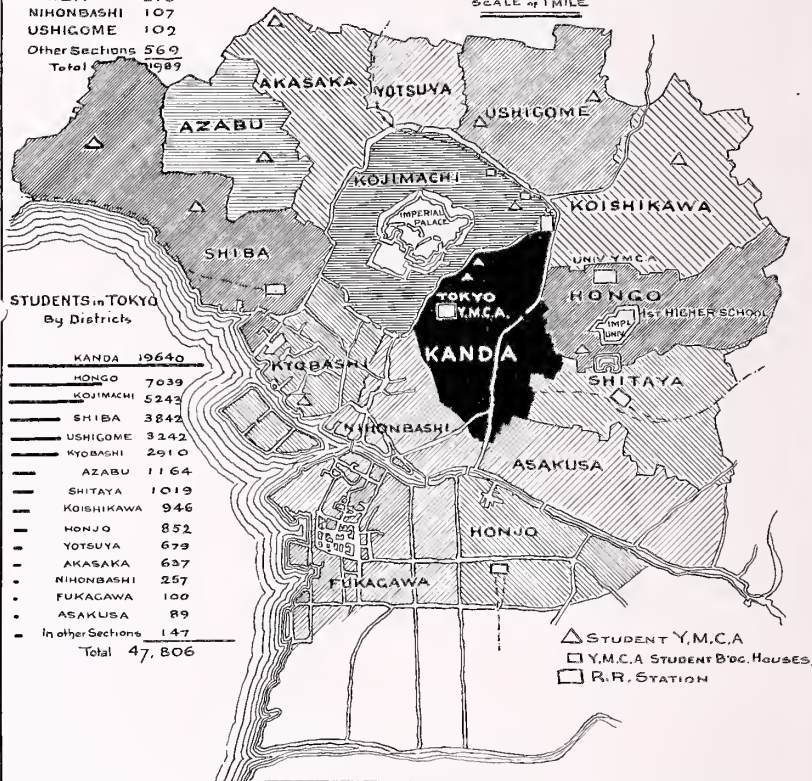 NIHONBASHI 107
USHIGOME 102
Other Sections 569
Total 1989
SCALE of 1 MILE
AKASAKA
YOTSUYA
USHIGOME
AZABU
KOJIMACHI
KOISHIKAWA
IMPERIAL
PALACE
SHIBA
UNIV. Y.M.C.A
HONGO
1ST HIGHER SCHOOL
IMPL
UNIV.
TOKYO
Y.M.C.A.
KANDA
SHITAYA
KYOBASHI
NIHONBASHI
ASAKUSA
HONJO
FUKAGAWA
STUDENTS in TOKYO
By Districts
KANDA 19640
HONGO 7039
KOJIMACHI 5243
SHIBA 3842
USHIGOME 3242
KYOBASHI 2910
AZABU 1164
SHITAYA 1019
KOISHIKAWA 946
HONJO 852
YOTSUYA 679
AKASAKA 637
NIHONBASHI 257
FUKAGAWA 100
ASAKUSA 89
In other Sections 147
Total 47,806
STUDENT Y.M.C.A
Y.M.C.A STUDENT B'DG. HOUSES,
R.R. STATION